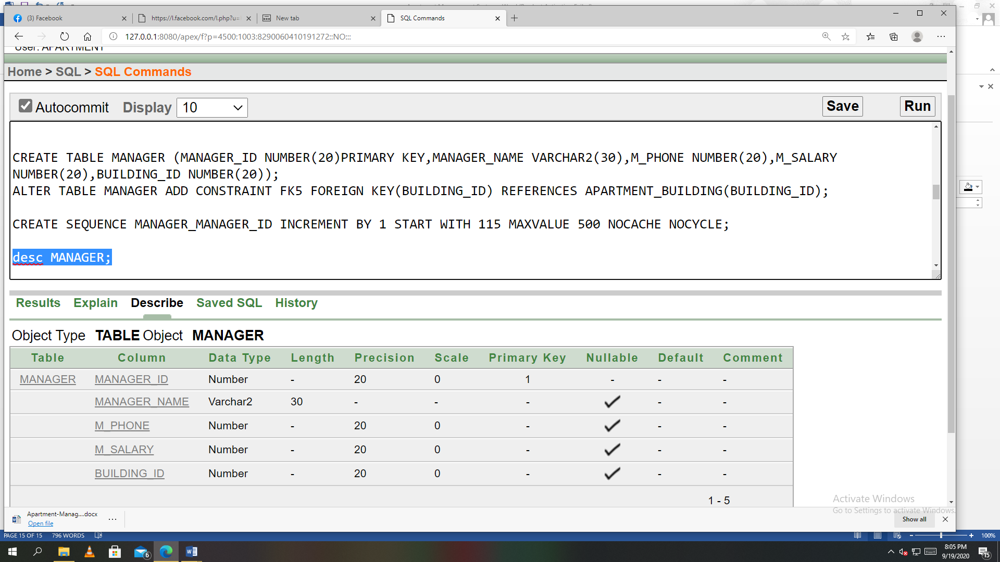 (3) Facebook
https://l.facebook.com/l.php?u=
New tab
SQL Commands
127.0.0.1:8080/apex/f?p=4500:1003:8290060410191272::NO:::
User: APARTMENT
Home > SQL > SQL Commands
Autocommit Display 10 Save Run
CREATE TABLE MANAGER (MANAGER_ID NUMBER(20)PRIMARY KEY,MANAGER_NAME VARCHAR2(30),M_PHONE NUMBER(20),M_SALARY
NUMBER(20),BUILDING_ID NUMBER(20));
ALTER TABLE MANAGER ADD CONSTRAINT FK5 FOREIGN KEY(BUILDING_ID) REFERENCES APARTMENT_BUILDING(BUILDING_ID);
CREATE SEQUENCE MANAGER_MANAGER_ID INCREMENT BY 1 START WITH 115 MAXVALUE 500 NOCACHE NOCYCLE;
desc MANAGER;
Results Explain Describe Saved SQL History
Object Type TABLE Object MANAGER
Table Column Data Type Length Precision Scale Primary Key Nullable Default Comment
MANAGER MANAGER_ID Number - 20 0 1 - - -
MANAGER_NAME Varchar2 30 - - - - -
M_PHONE Number - 20 0 - - -
M_SALARY Number - 20 0 - - -
BUILDING_ID Number - 20 0 - - -
1 - 5
Activate Windows
Go to Settings to activate Windows.
Apartment-Manag....docx
Open file
Show all
PAGE 15 OF 15 796 WORDS
100%
6
8:05 PM
9/19/2020
15